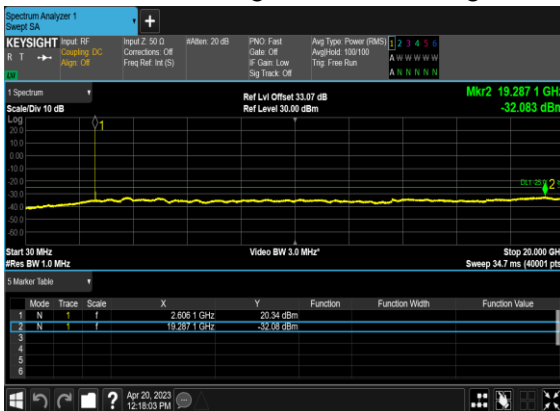 Spectrum Analyzer 1
Swept SA
KEYSIGHT Input: RF Input Z: 50 Ω #Atten: 20 dB PNO: Fast Avg Type: Power (RMS) 1 2 3 4 5 6
R T Coupling: DC Corrections: Off Gate: Off Avg|Hold: 100/100 A W W W W W
Align: Off Freq Ref: Int (S) IF Gain: Low Trig: Free Run
LV Sig Track: Off A N N N N N
1 Spectrum Ref Lvl Offset 33.07 dB Mkr2 19.287 1 GHz
Scale/Div 10 dB Ref Level 30.00 dBm -32.083 dBm
Log
20.0
10.0
0.00
-10.0
-20.0
-30.0
-40.0
-50.0
-60.0
1
2
Start 30 MHz Video BW 3.0 MHz* Stop 20.000 GH
#Res BW 1.0 MHz Sweep 34.7 ms (40001 pts
5 Marker Table
Mode Trace Scale X Y Function Function Width Function Value
1 N 1 f 2.606 1 GHz 20.34 dBm
2 N 1 f 19.287 1 GHz -32.08 dBm
3
4
5
6
? Apr 20, 2023
12:18:03 PM